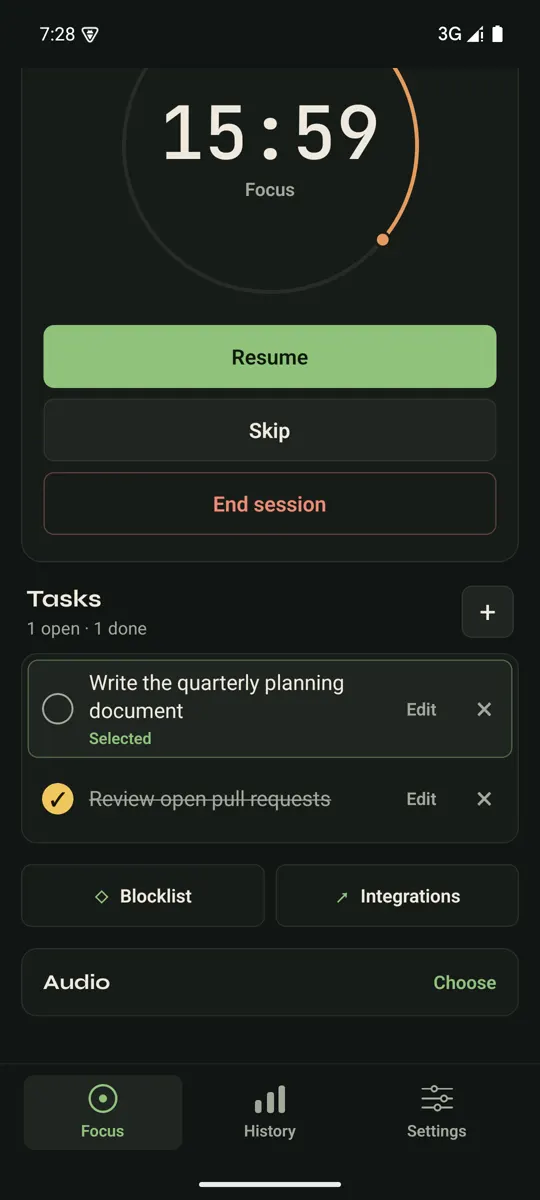 7:28
3G
15:59
Focus
Resume
Skip
End session
Tasks
1 open · 1 done
+
Write the quarterly planning
document
Selected
Edit
Review open pull requests
Edit
Blocklist
Integrations
Audio
Choose
Focus
History
Settings